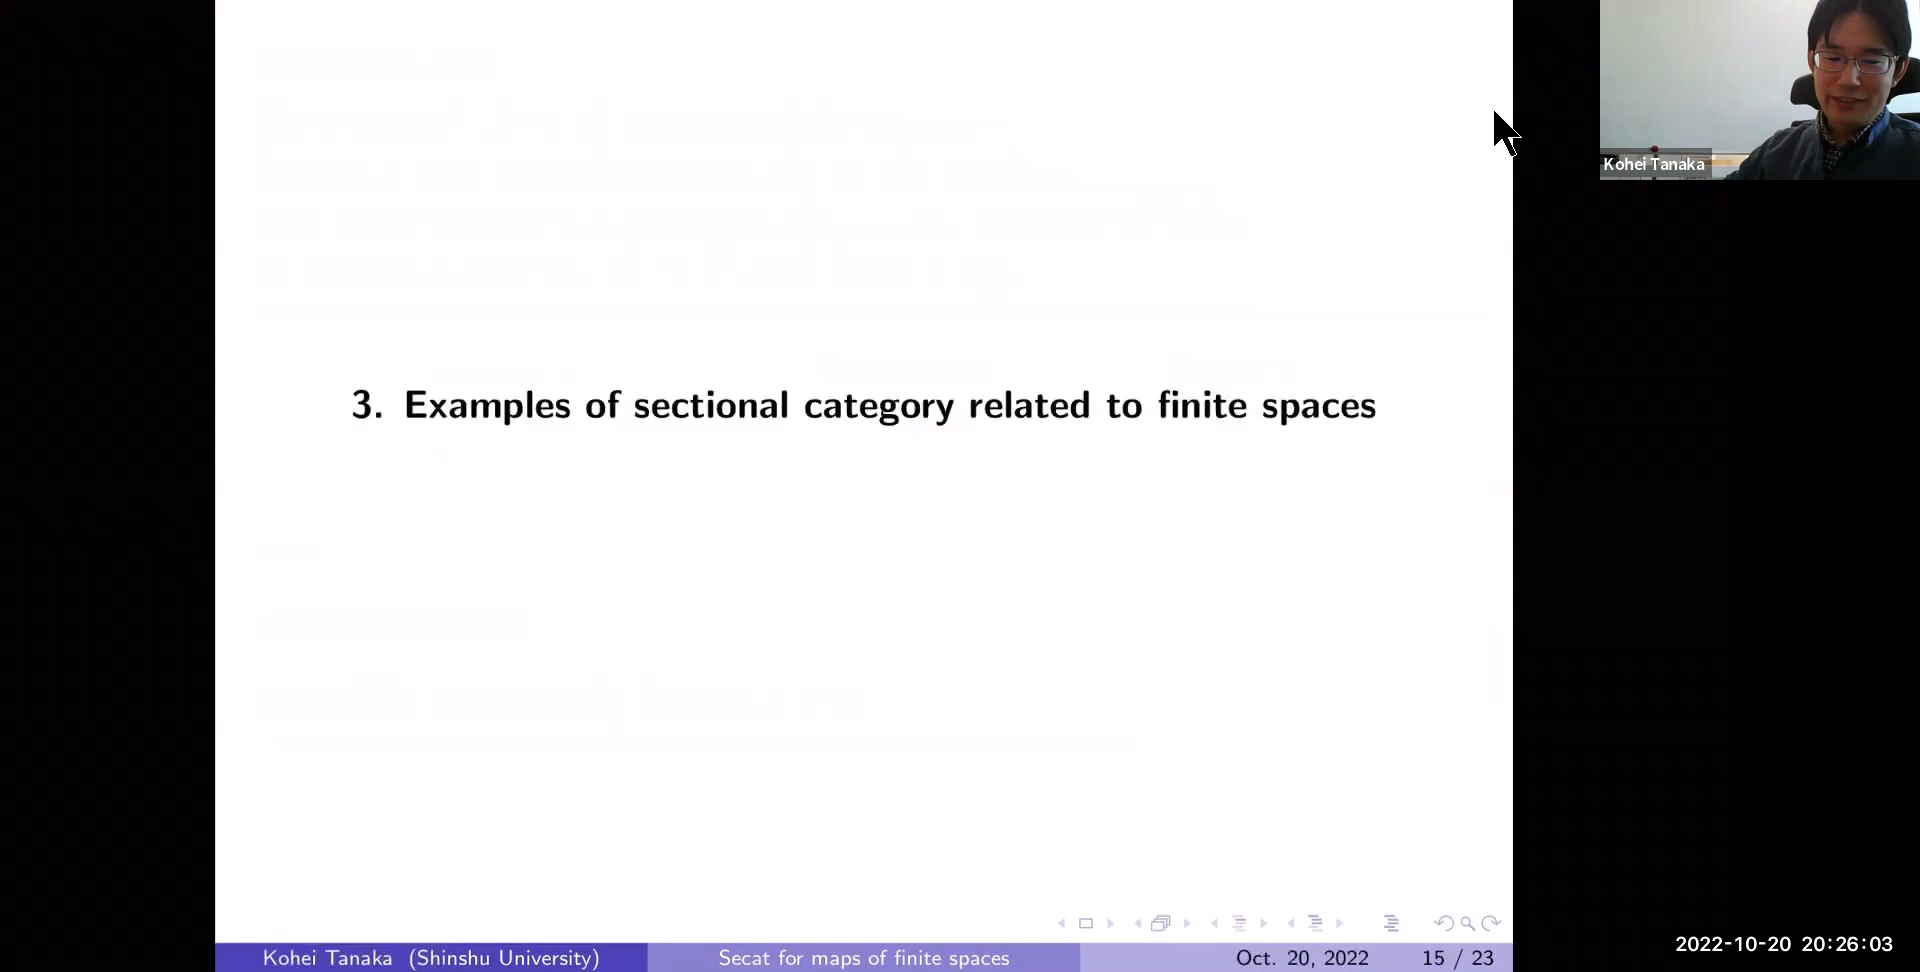 Kohei Tanaka
3. Examples of sectional category related to finite spaces
Kohei Tanaka (Shinshu University) Secat for maps of finite spaces Oct. 20, 2022 15 / 23
2022-10-20 20:26:03